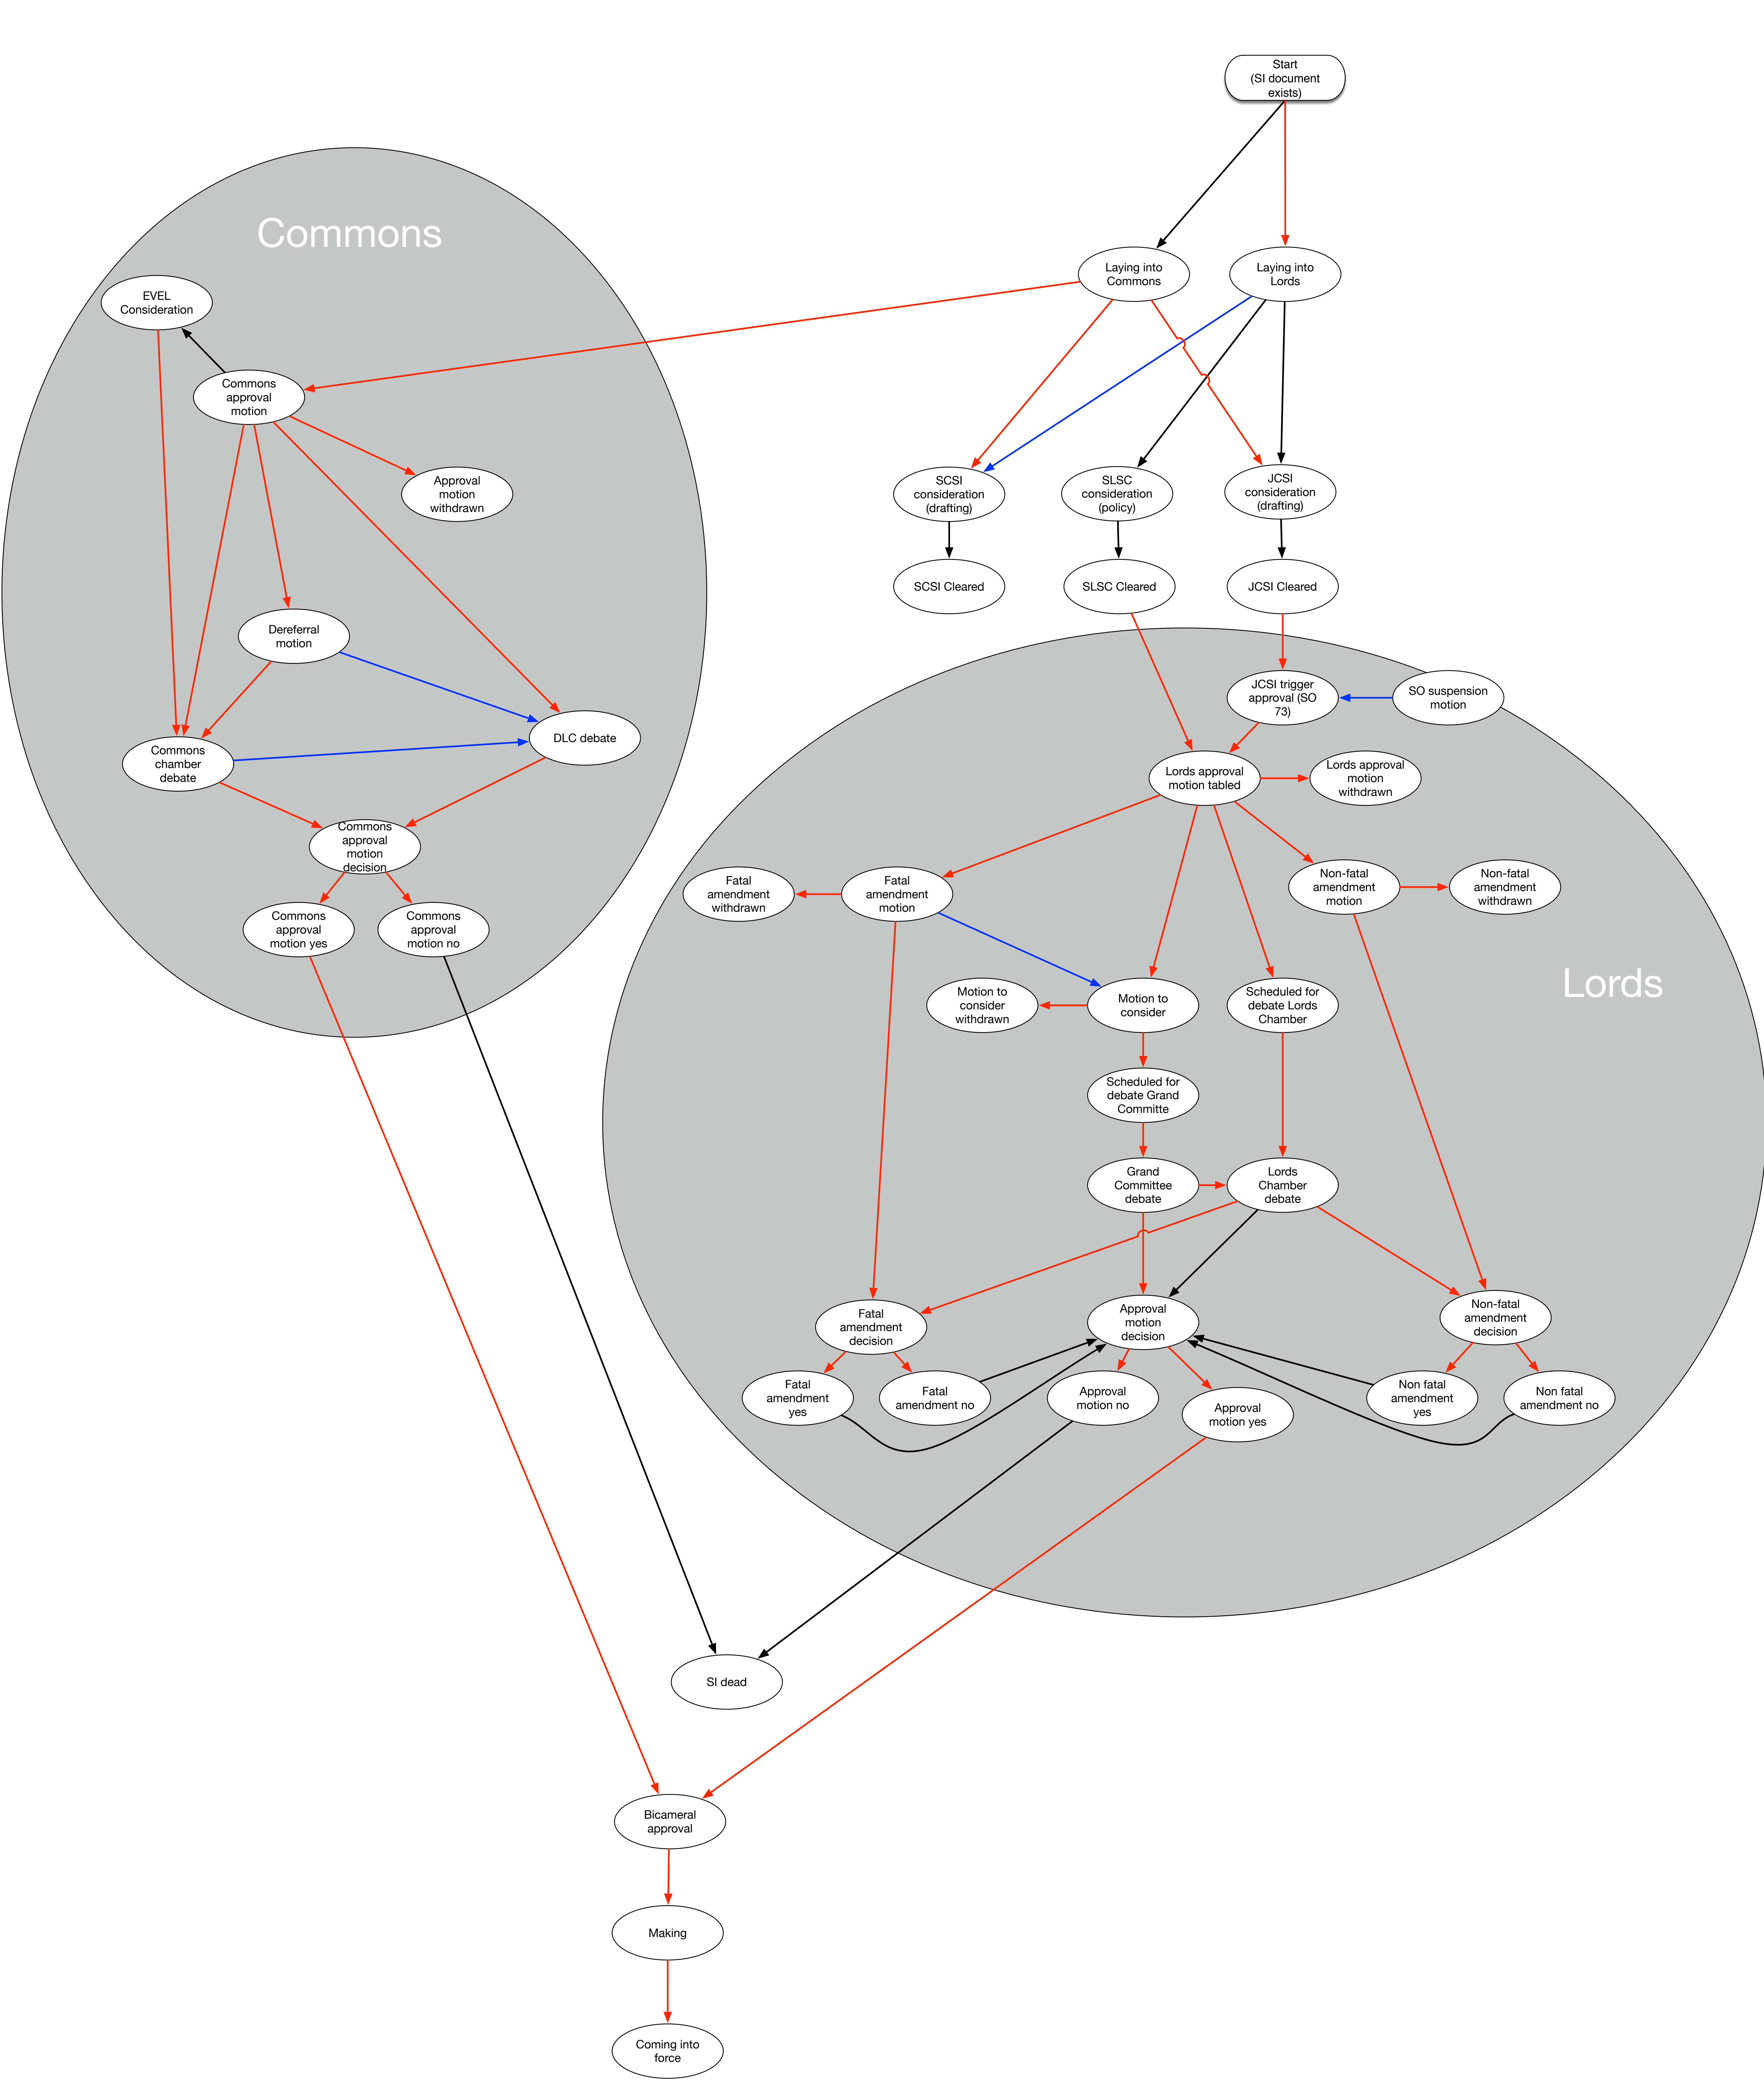 Start
(SI document
exists)
Commons
Lords
Laying into
Commons
Laying into
Lords
EVEL
Consideration
Commons
approval
motion
Approval
motion
withdrawn
SCSI
consideration
(drafting)
SLSC
consideration
(policy)
JCSI
consideration
(drafting)
SCSI Cleared
SLSC Cleared
JCSI Cleared
Dereferral
motion
JCSI trigger
approval (SO
73)
SO suspension
motion
Commons
chamber
debate
DLC debate
Lords approval
motion tabled
Lords approval
motion
withdrawn
Commons
approval
motion
decision
Commons
approval
motion yes
Commons
approval
motion no
Fatal
amendment
withdrawn
Fatal
amendment
motion
Non-fatal
amendment
motion
Non-fatal
amendment
withdrawn
Motion to
consider
withdrawn
Motion to
consider
Scheduled for
debate Lords
Chamber
Scheduled for
debate Grand
Committe
Grand
Committee
debate
Lords
Chamber
debate
Fatal
amendment
decision
Approval
motion
decision
Non-fatal
amendment
decision
Fatal
amendment
yes
Fatal
amendment no
Approval
motion no
Approval
motion yes
Non fatal
amendment
yes
Non fatal
amendment no
SI dead
Bicameral
approval
Making
Coming into
force